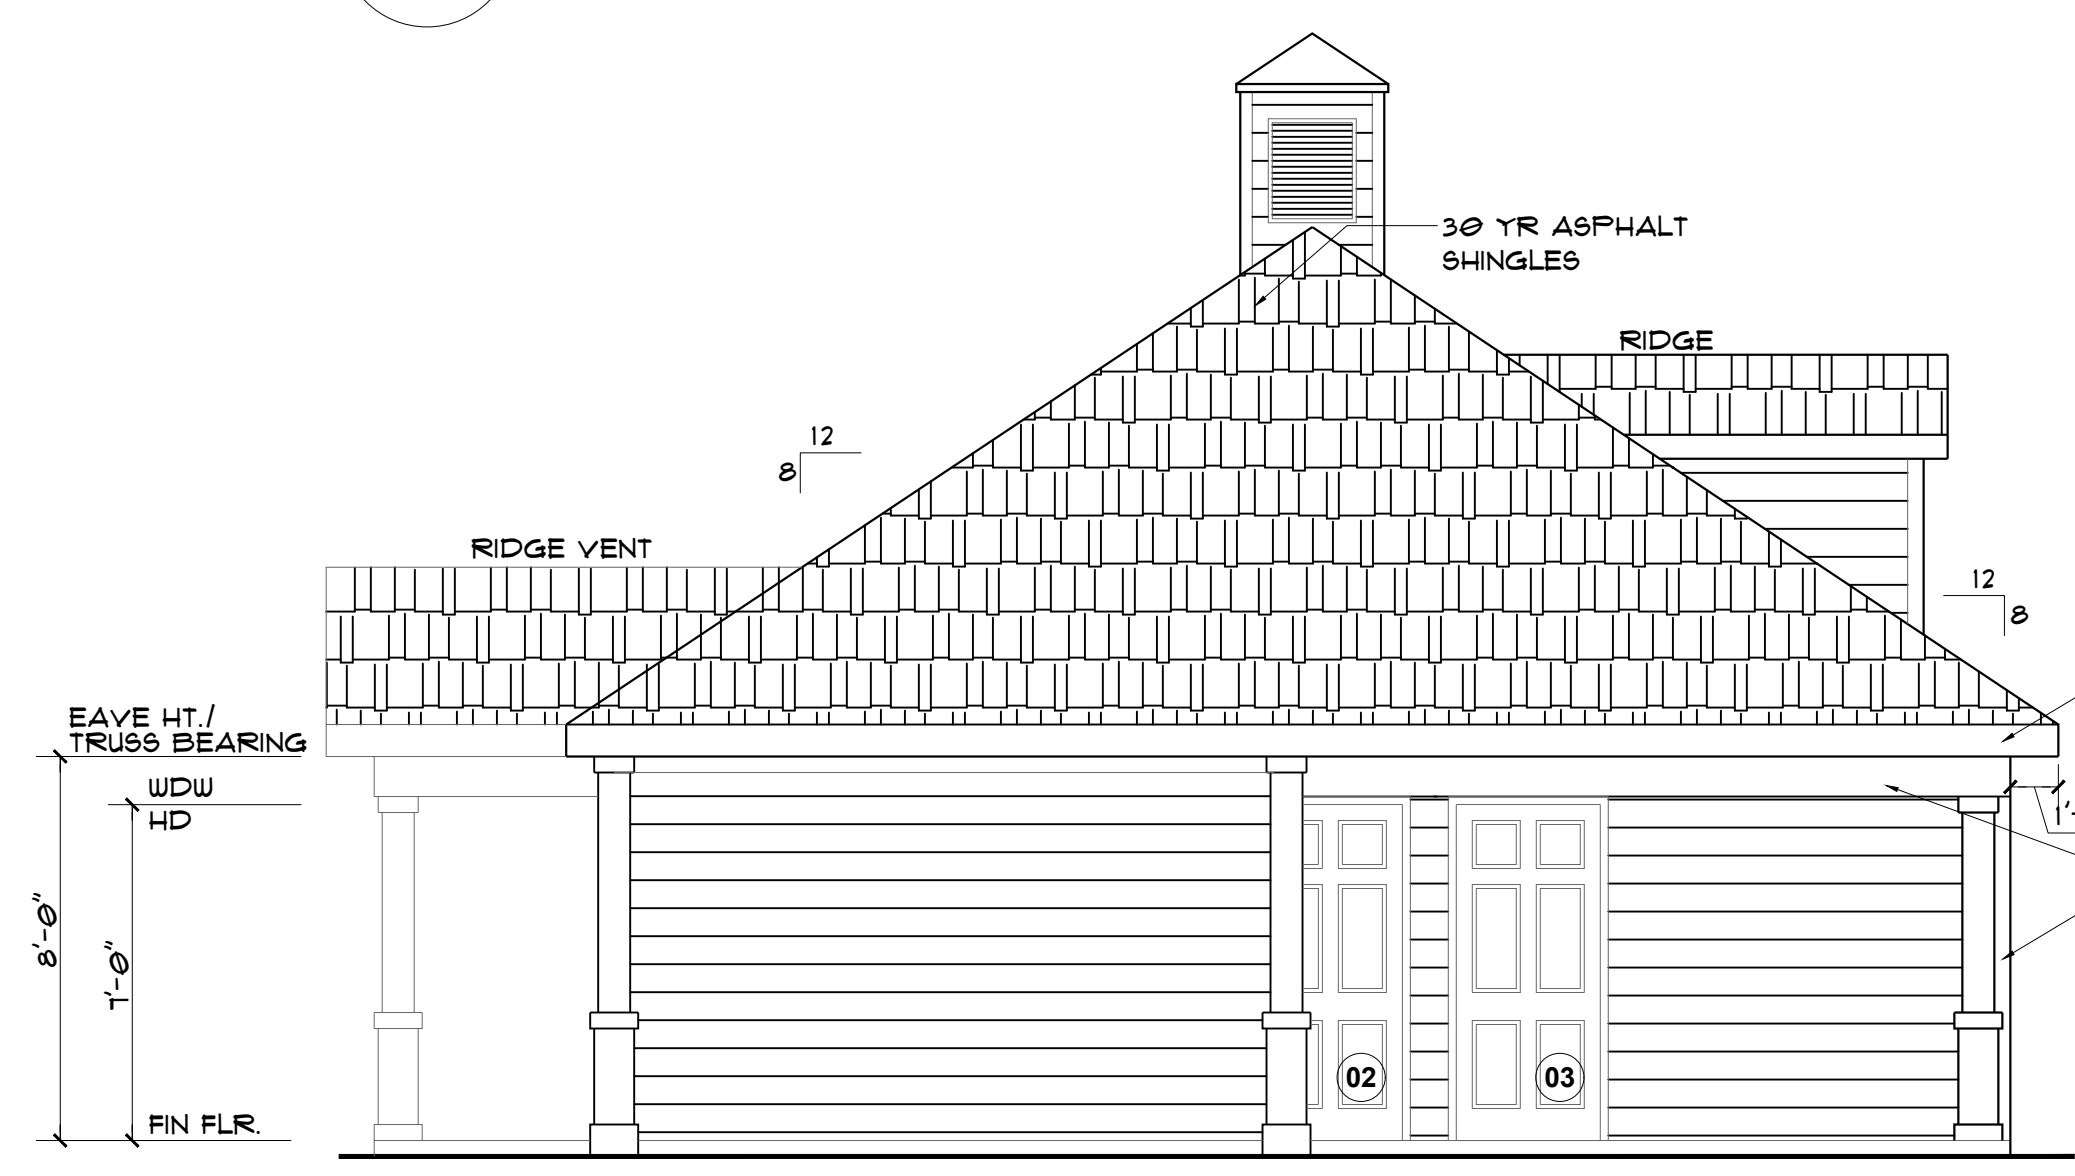 30 YR ASPHALT
SHINGLES
RIDGE
12
8
RIDGE VENT
12
8
EAVE HT./
TRUSS BEARING
WDW
HD
1'-
8'-0"
7'-0"
02
03
FIN FLR.